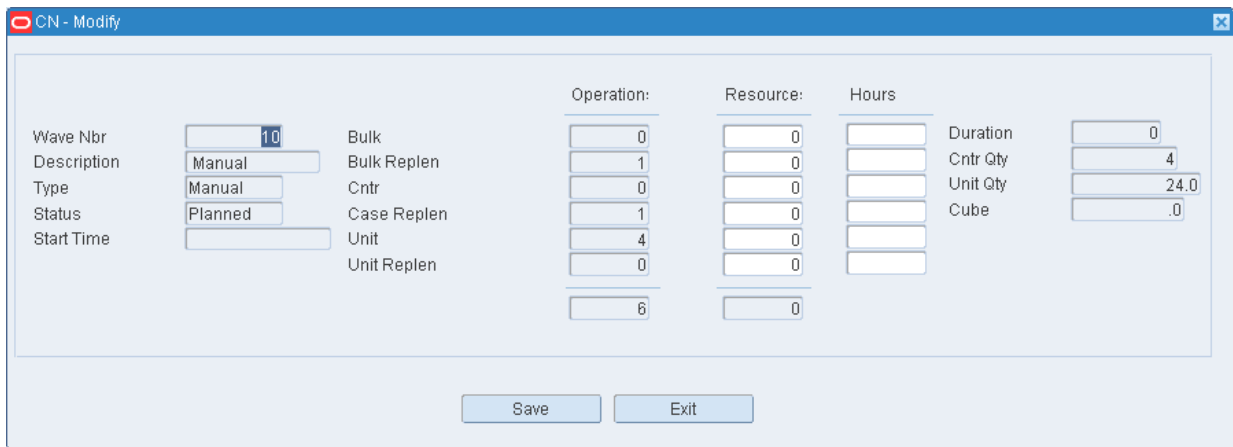 CN - Modify
Operation: Resource: Hours
Wave Nbr 10 Bulk 0 0 Duration 0
Description Manual Bulk Replen 1 0 Cntr Qty 4
Type Manual Cntr 0 0 Unit Qty 24.0
Status Planned Case Replen 1 0 Cube .0
Start Time Unit 4 0
Unit Replen 0 0
6 0
Save Exit